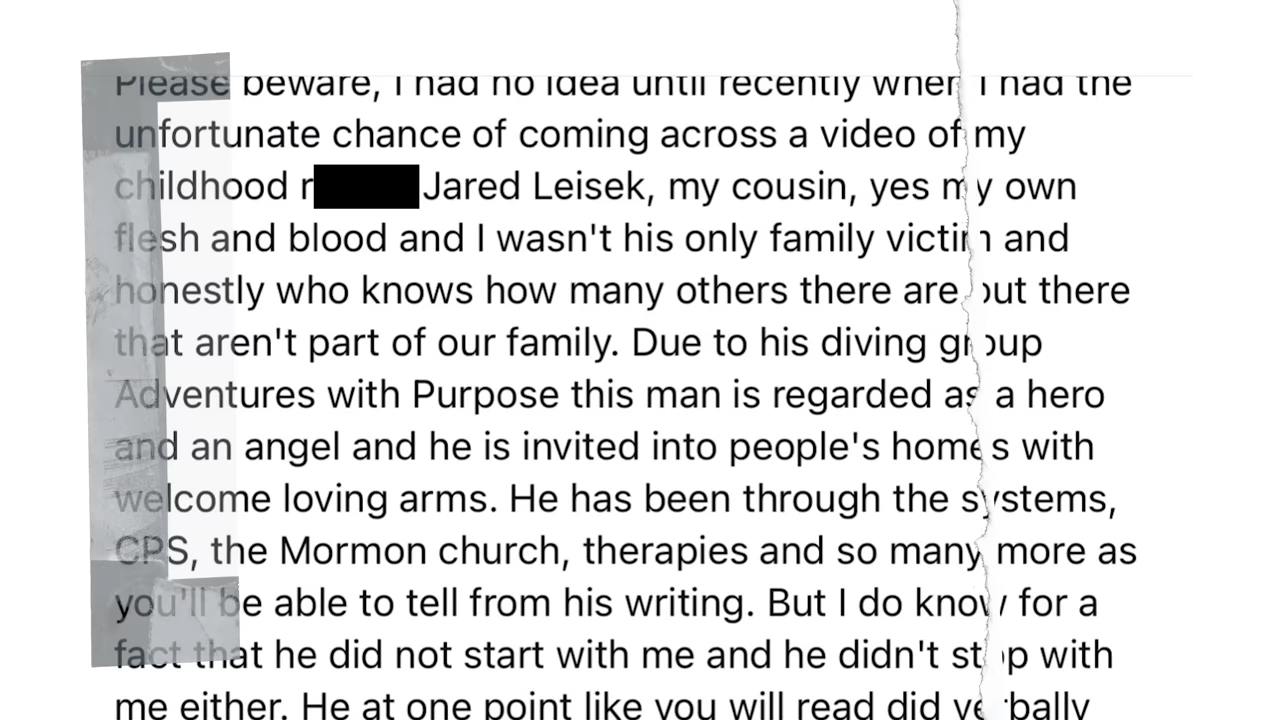 Please beware, I had no idea until recently when I had the
unfortunate chance of coming across a video of my
childhood r Jared Leisek, my cousin, yes my own
flesh and blood and I wasn't his only family victim and
honestly who knows how many others there are out there
that aren't part of our family. Due to his diving group
Adventures with Purpose this man is regarded as a hero
and an angel and he is invited into people's homes with
welcome loving arms. He has been through the systems,
CPS, the Mormon church, therapies and so many more as
you'll be able to tell from his writing. But I do know for a
fact that he did not start with me and he didn't stop with
me either. He at one point like you will read did verbally